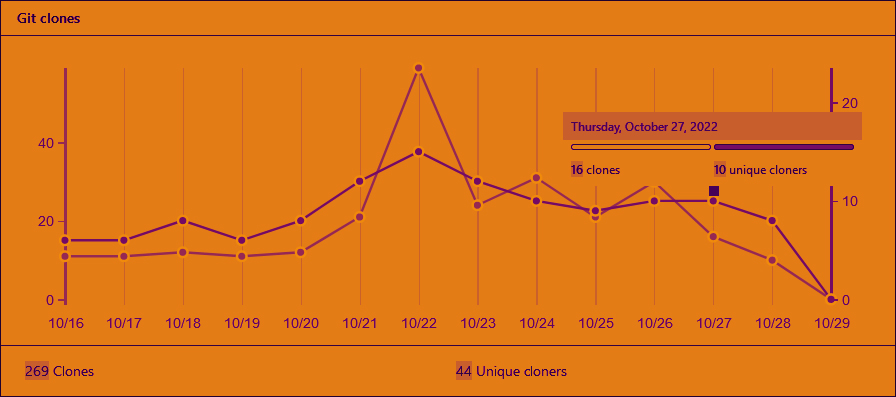 Git clones
40
20
0
20
10
0
Thursday, October 27, 2022
16 clones
10 unique cloners
10/16 10/17 10/18 10/19 10/20 10/21 10/22 10/23 10/24 10/25 10/26 10/27 10/28 10/29
269 Clones
44 Unique cloners